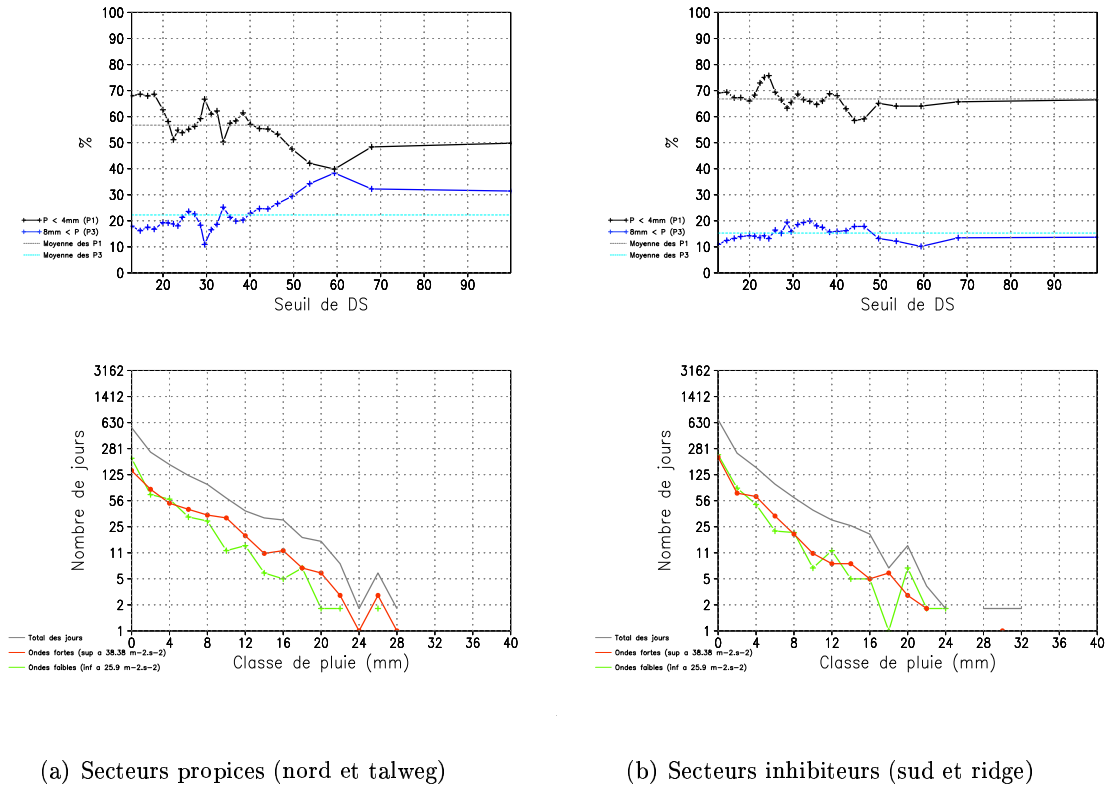 100
90
80
70
60
50
40
30
20
10
0
%
20 30 40 50 60 70 80 90
Seuil de DS
P < 4mm (P1)
8mm < P (P3)
Moyenne des P1
Moyenne des P3
100
90
80
70
60
50
40
30
20
10
0
%
20 30 40 50 60 70 80 90
Seuil de DS
P < 4mm (P1)
8mm < P (P3)
Moyenne des P1
Moyenne des P3
3162
1412
630
281
125
56
25
11
5
2
1
Nombre de jours
0 4 8 12 16 20 24 28 32 36 40
Classe de pluie (mm)
Total des jours
Ondes fortes (sup a 38.38 m-2.s-2)
Ondes faibles (inf a 25.9 m-2.s-2)
3162
1412
630
281
125
56
25
11
5
2
1
Nombre de jours
0 4 8 12 16 20 24 28 32 36 40
Classe de pluie (mm)
Total des jours
Ondes fortes (sup a 38.38 m-2.s-2)
Ondes faibles (inf a 25.9 m-2.s-2)
(a) Secteurs propices (nord et talweg)
(b) Secteurs inhibiteurs (sud et ridge)